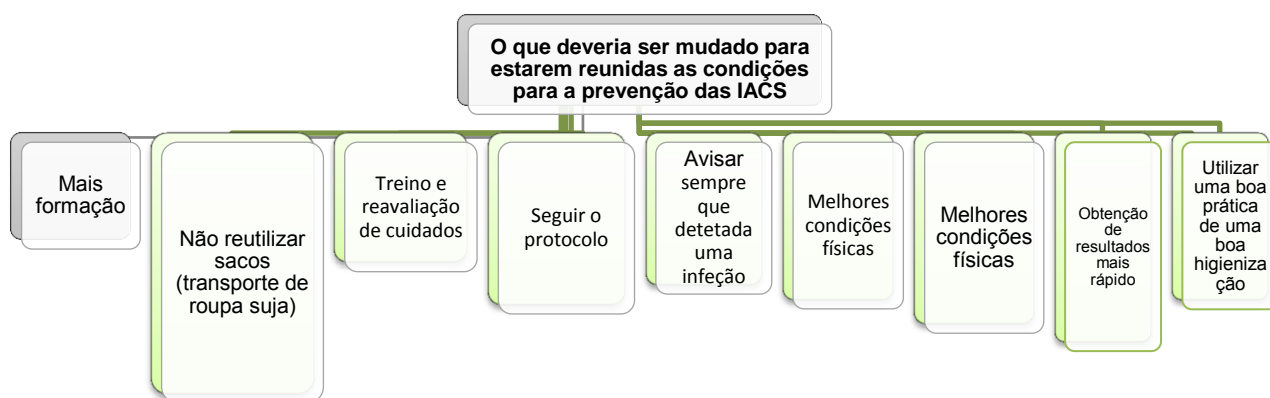 O que deveria ser mudado para
estarem reunidas as condições
para a prevenção das IACS
Mais
formação
Não reutilizar
sacos
(transporte de
roupa suja)
Treino e
reavaliação
de cuidados
Seguir o
protocolo
Avisar
sempre
que
detetada
uma
infeção
Melhores
condições
físicas
Melhores
condições
físicas
Obtenção
de
resultados
mais
rápido
Utilizar
uma boa
prática
de uma
boa
higieniza
ção